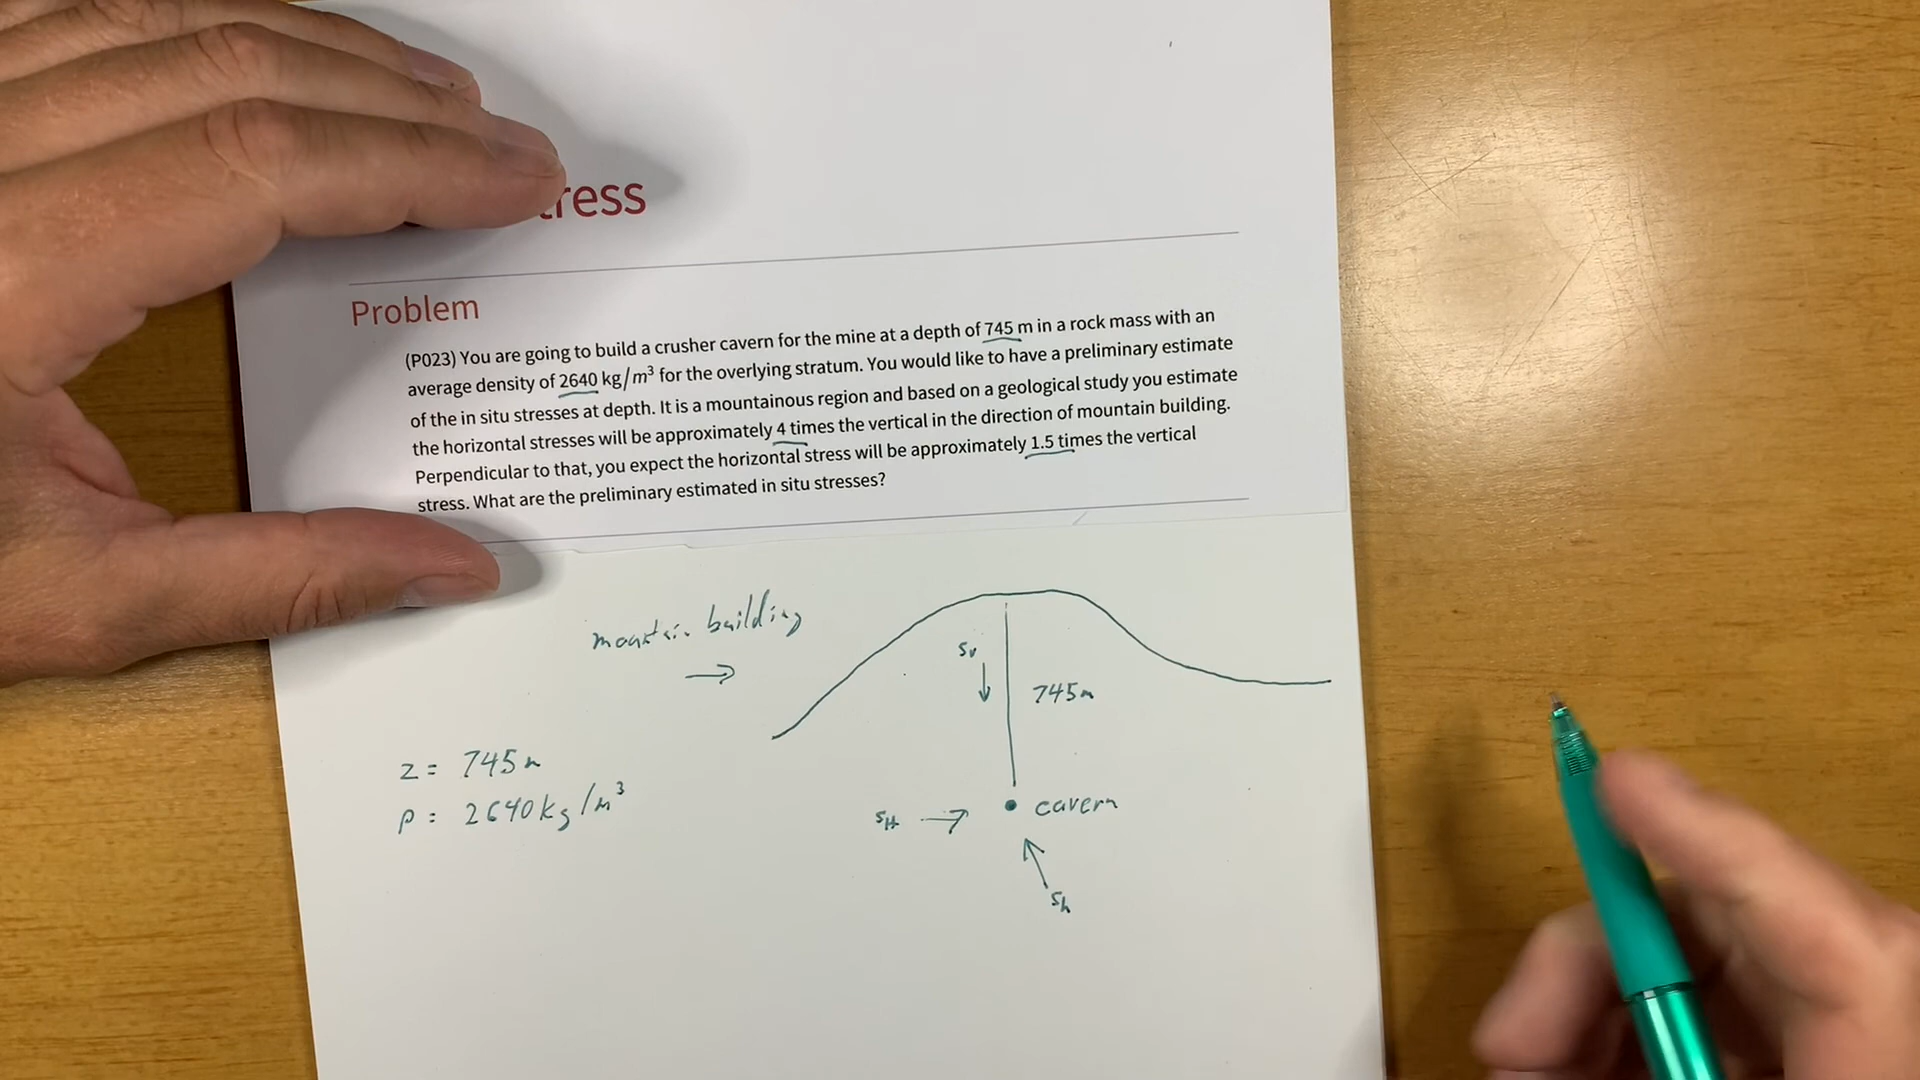 tress
Problem
(P023) You are going to build a crusher cavern for the mine at a depth of 745 m in a rock mass with an
average density of 2640 kg/m³ for the overlying stratum. You would like to have a preliminary estimate
of the in situ stresses at depth. It is a mountainous region and based on a geological study you estimate
the horizontal stresses will be approximately 4 times the vertical in the direction of mountain building.
Perpendicular to that, you expect the horizontal stress will be approximately 1.5 times the vertical
stress. What are the preliminary estimated in situ stresses?
mountain building
→
Sv
↓
745m
z = 745m
ρ = 2640kg/m³
SH → • cavern
Sh